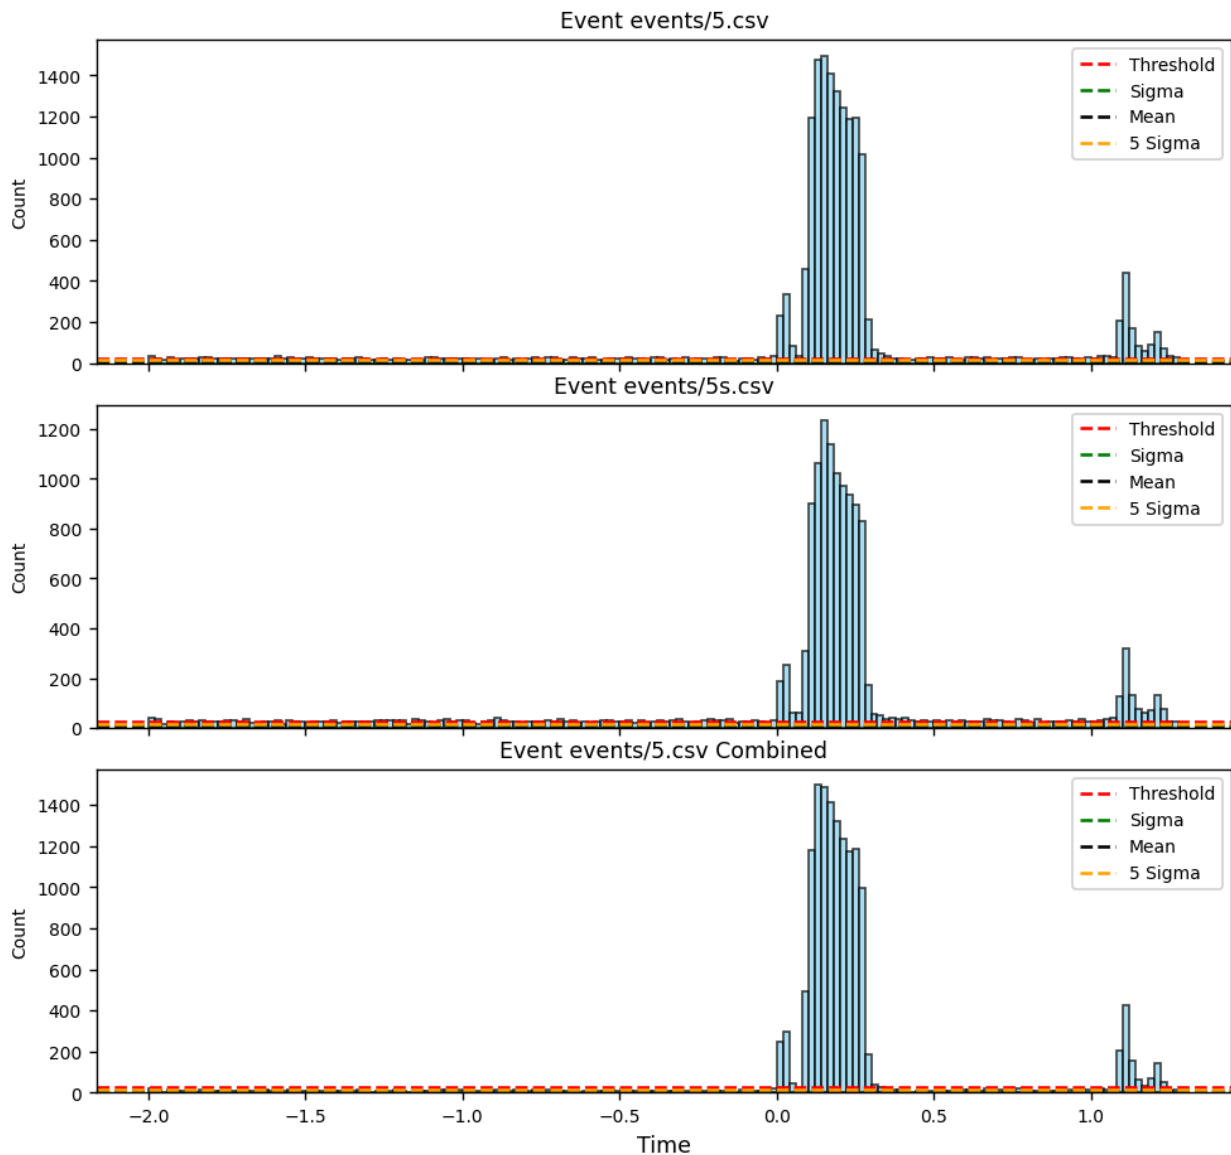 Event events/5.csv
1400
1200
1000
800
600
400
200
0
Count
Threshold
Sigma
Mean
5 Sigma
Event events/5s.csv
1200
1000
800
600
400
200
0
Count
Threshold
Sigma
Mean
5 Sigma
Event events/5.csv Combined
1400
1200
1000
800
600
400
200
0
Count
Threshold
Sigma
Mean
5 Sigma
−2.0 −1.5 −1.0 −0.5 0.0 0.5 1.0
Time